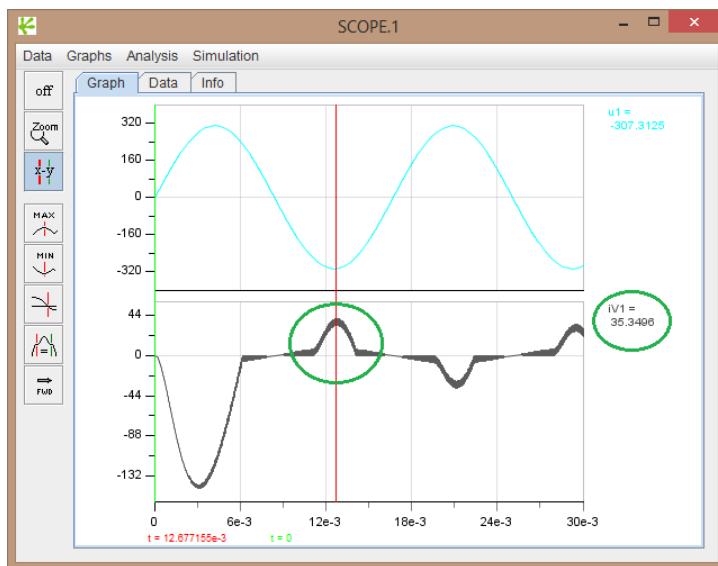 SCOPE.1
Data Graphs Analysis Simulation
off
Graph Data Info
Zoom
x-y
MAX
MIN
FWD
320
160
0
-160
-320
u1 =
-307.3125
44
0
-44
-88
-132
iV1 =
35.3496
0 6e-3 12e-3 18e-3 24e-3 30e-3
t = 12.677155e-3 t = 0